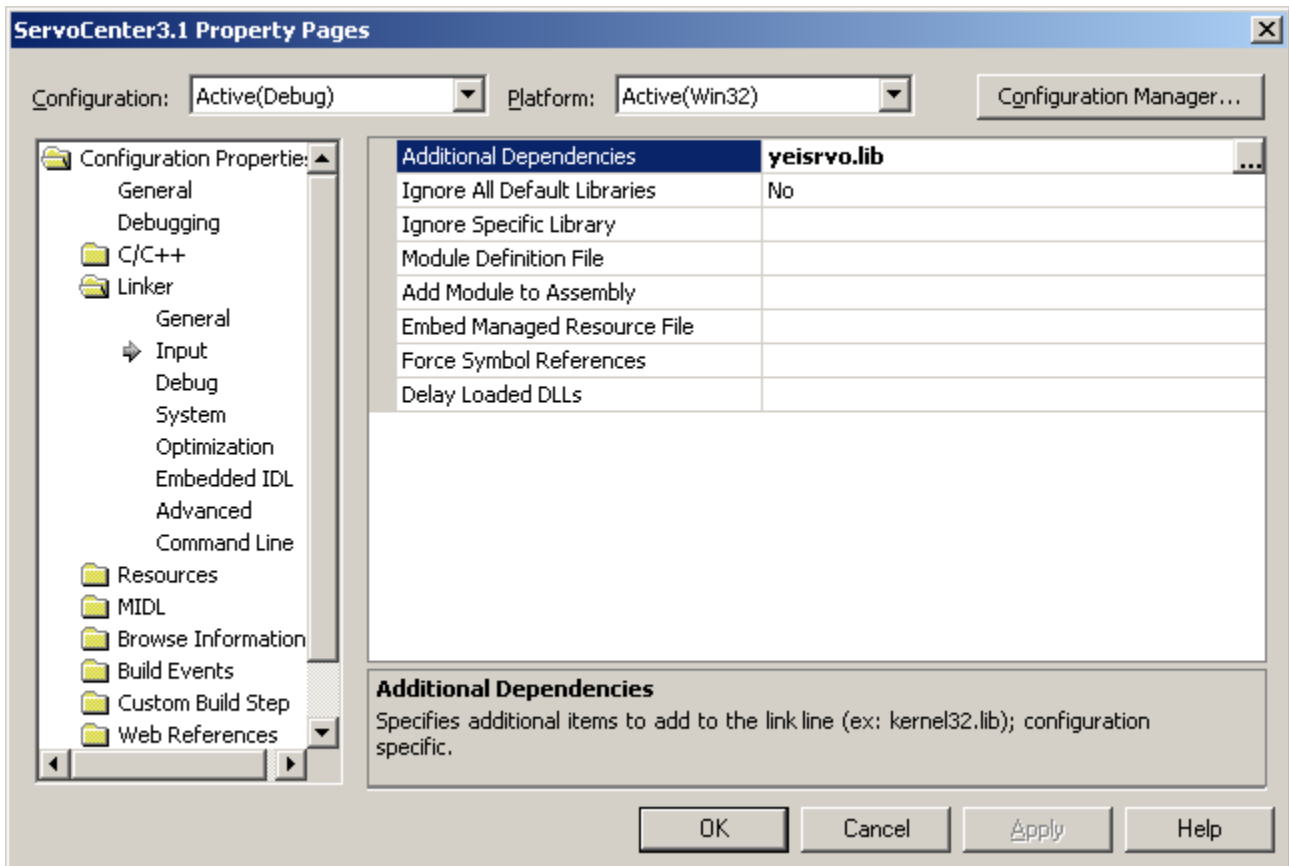 ServoCenter3.1 Property Pages
Configuration: Active(Debug) Platform: Active(Win32) Configuration Manager...
Configuration Properties
General
Debugging
C/C++
Linker
General
Input
Debug
System
Optimization
Embedded IDL
Advanced
Command Line
Resources
MIDL
Browse Information
Build Events
Custom Build Step
Web References
Additional Dependencies yeisrvo.lib ...
Ignore All Default Libraries No
Ignore Specific Library
Module Definition File
Add Module to Assembly
Embed Managed Resource File
Force Symbol References
Delay Loaded DLLs
Additional Dependencies
Specifies additional items to add to the link line (ex: kernel32.lib); configuration
specific.
OK Cancel Apply Help